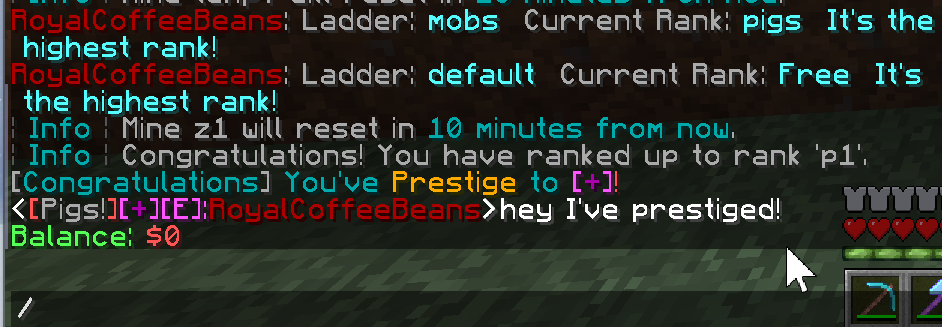 RoyalCoffeeBeans: Ladder: mobs Current Rank: pigs It's the
highest rank!
RoyalCoffeeBeans: Ladder: default Current Rank: Free It's
the highest rank!
| Info | Mine z1 will reset in 10 minutes from now.
| Info | Congratulations! You have ranked up to rank 'p1'.
[Congratulations] You've Prestige to [+]!
<[Pigs!][+][E]:RoyalCoffeeBeans>hey I've prestiged!
Balance: $0
/